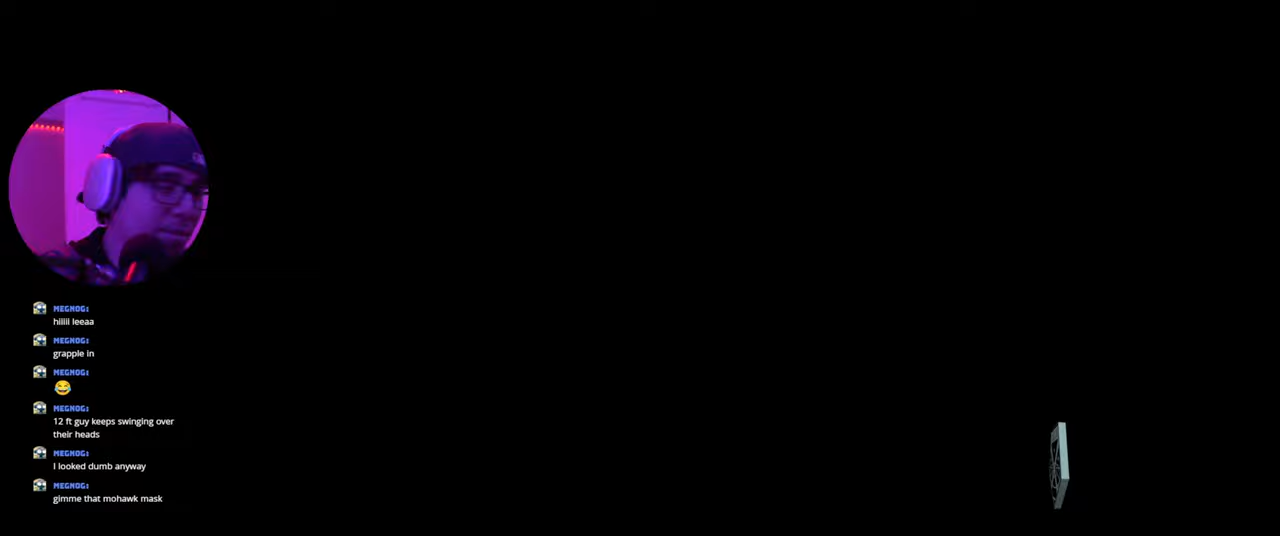 MEGNOG:
hiiiii leeaa
MEGNOG:
grapple in
MEGNOG:
😂
MEGNOG:
12 ft guy keeps swinging over
their heads
MEGNOG:
I looked dumb anyway
MEGNOG:
gimme that mohawk mask